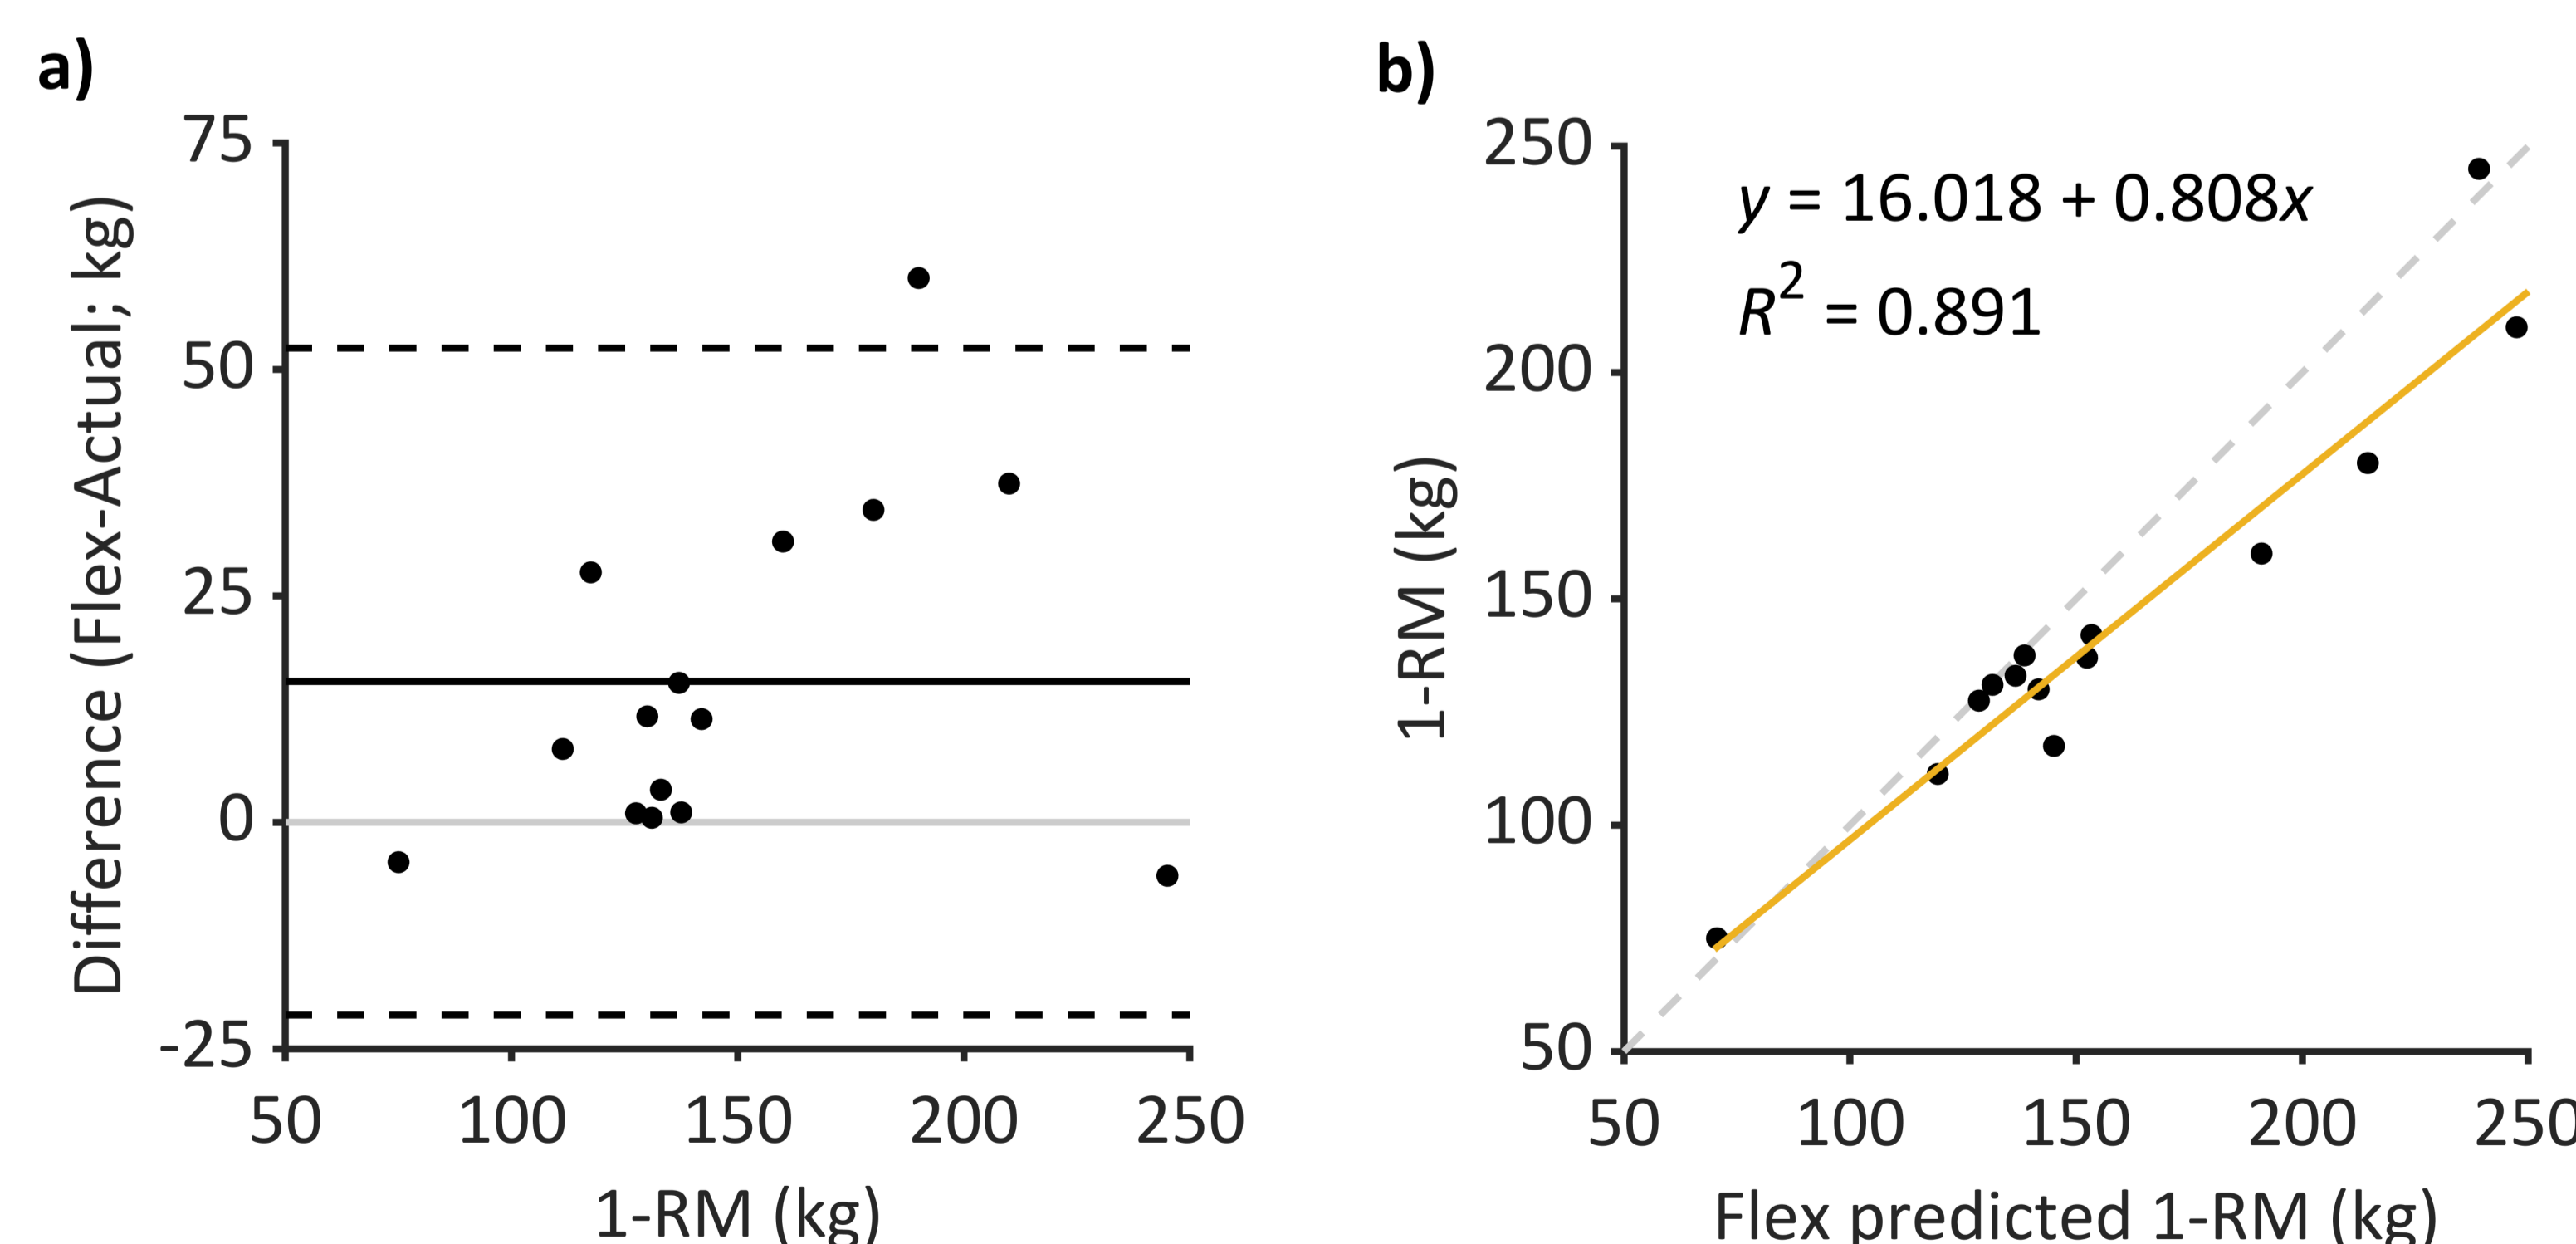 a)
75
50
25
0
-25
50 100 150 200 250
Difference (Flex-Actual; kg)
1-RM (kg)
b)
y = 16.018 + 0.808x
R² = 0.891
250
200
150
100
50
50 100 150 200 250
1-RM (kg)
Flex predicted 1-RM (kg)